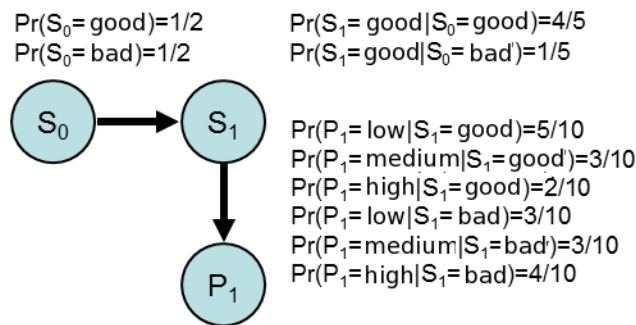 Pr(S₀= good)=1/2
Pr(S₀= bad)=1/2
Pr(S₁= good|S₀=good)=4/5
Pr(S₁=good|S₀=bad')=1/5
S₀
S₁
P₁
Pr(P₁= low|S₁=good)=5/10
Pr(P₁=medium|S₁=good')=3/10
Pr(P₁=high|S₁=good)=2/10
Pr(P₁=low|S₁=bad)=3/10
Pr(P₁=medium|S₁=bad')=3/10
Pr(P₁=high|S₁=bad)=4/10